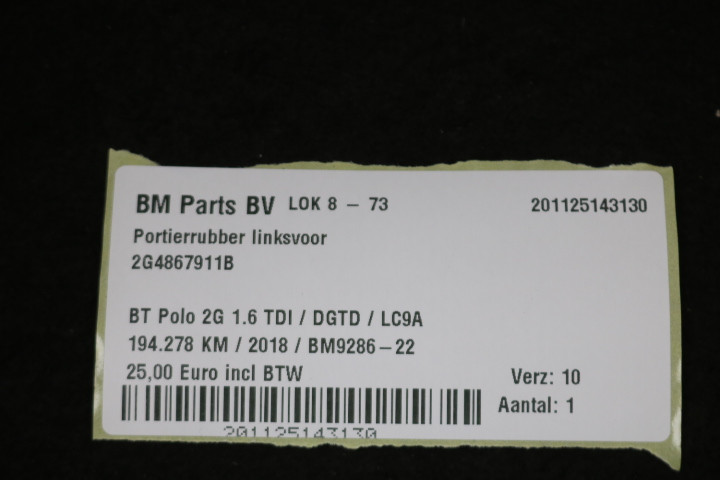 BM Parts BV LOK 8 - 73 201125143130
Portierrubber linksvoor
2G4867911B
BT Polo 2G 1.6 TDI / DGTD / LC9A
194.278 KM / 2018 / BM9286-22
25,00 Euro incl BTW Verz: 10
Aantal: 1
201125143130